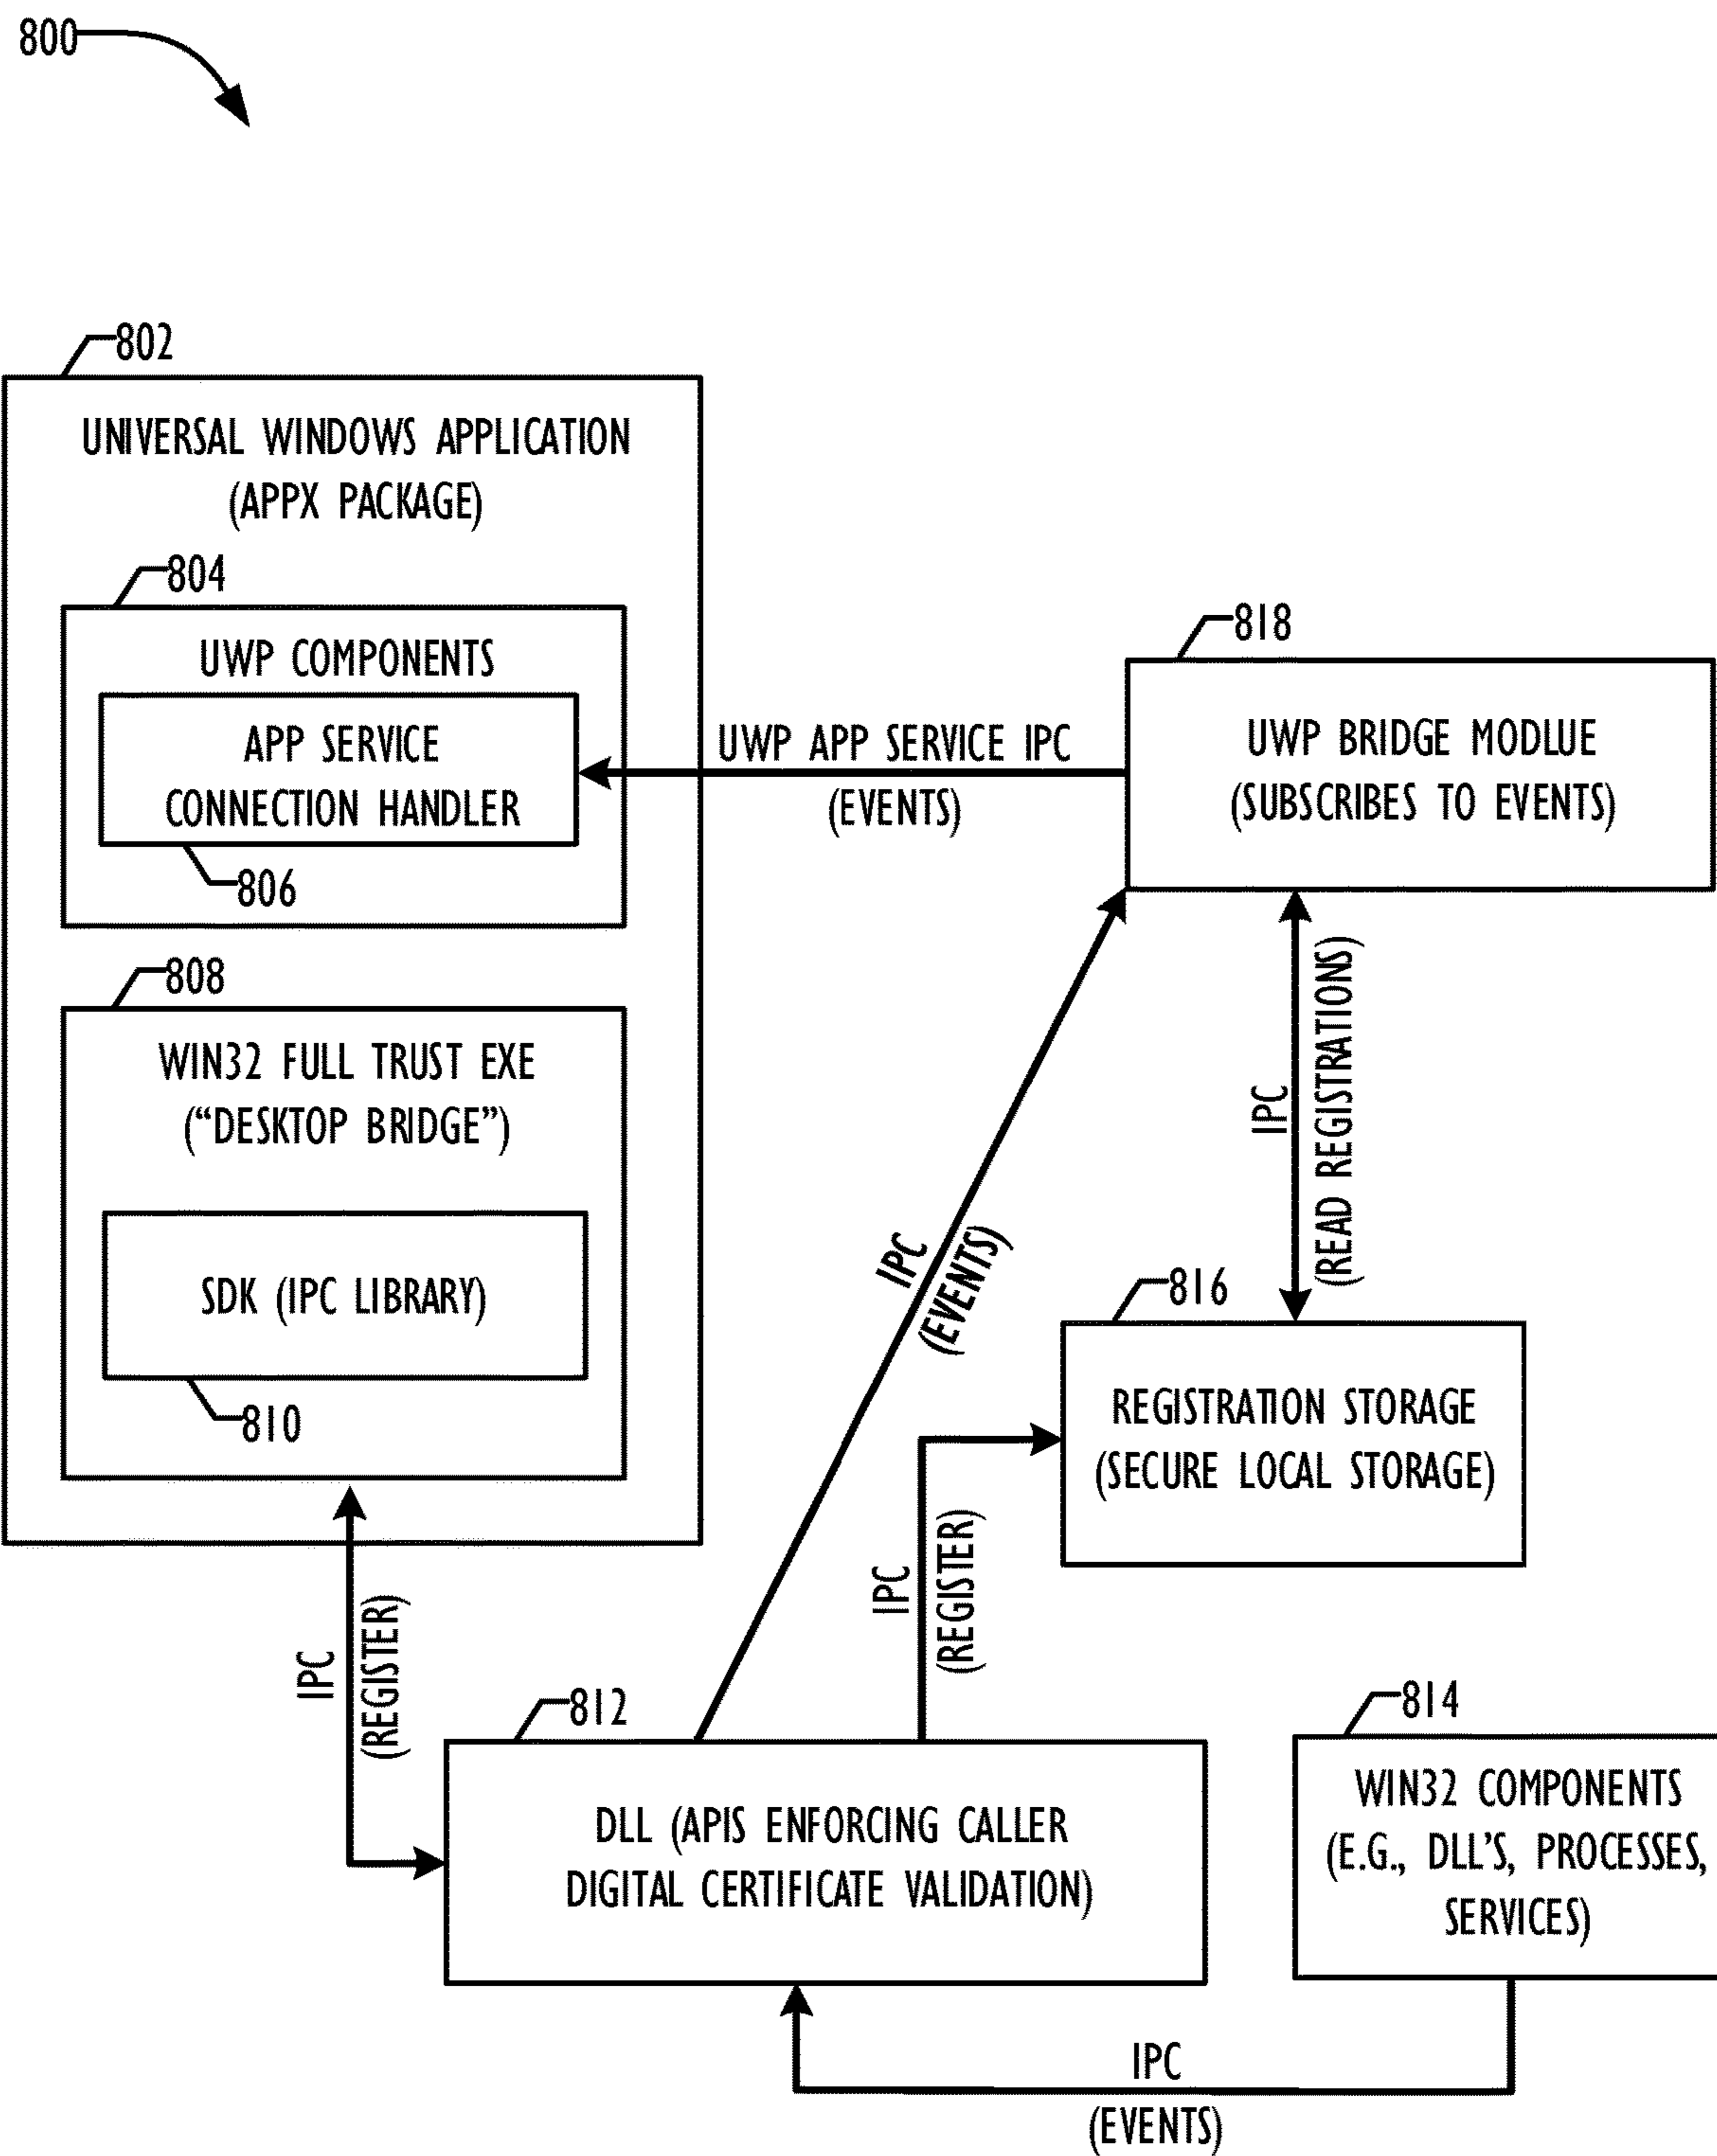 800
802
UNIVERSAL WINDOWS APPLICATION
(APPX PACKAGE)
804
UWP COMPONENTS
APP SERVICE
CONNECTION HANDLER
806
808
WIN32 FULL TRUST EXE
(“DESKTOP BRIDGE”)
SDK (IPC LIBRARY)
810
UWP APP SERVICE IPC
(EVENTS)
818
UWP BRIDGE MODLUE
(SUBSCRIBES TO EVENTS)
IPC
(READ REGISTRATIONS)
IPC
(EVENTS)
816
REGISTRATION STORAGE
(SECURE LOCAL STORAGE)
IPC
(REGISTER)
IPC
(REGISTER)
812
DLL (APIS ENFORCING CALLER
DIGITAL CERTIFICATE VALIDATION)
814
WIN32 COMPONENTS
(E.G., DLL'S, PROCESSES,
SERVICES)
IPC
(EVENTS)